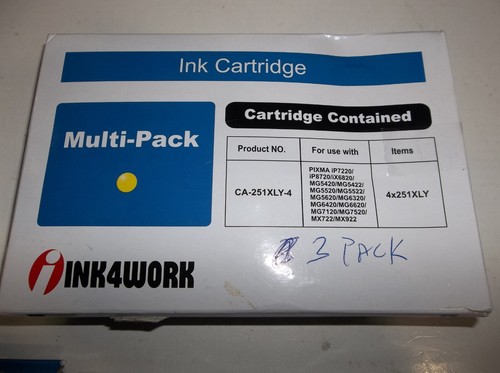 Ink Cartridge
Multi-Pack
Cartridge Contained
Product NO.
For use with
Items
CA-251XLY-4
PIXMA iP7220/
iP8720/iX6820/
MG5420/MG5422/
MG5520/MG5522/
MG5620/MG6320/
MG6420/MG6620/
MG7120/MG7520/
MX722/MX922
4x251XLY
3 PACK
INK4WORK